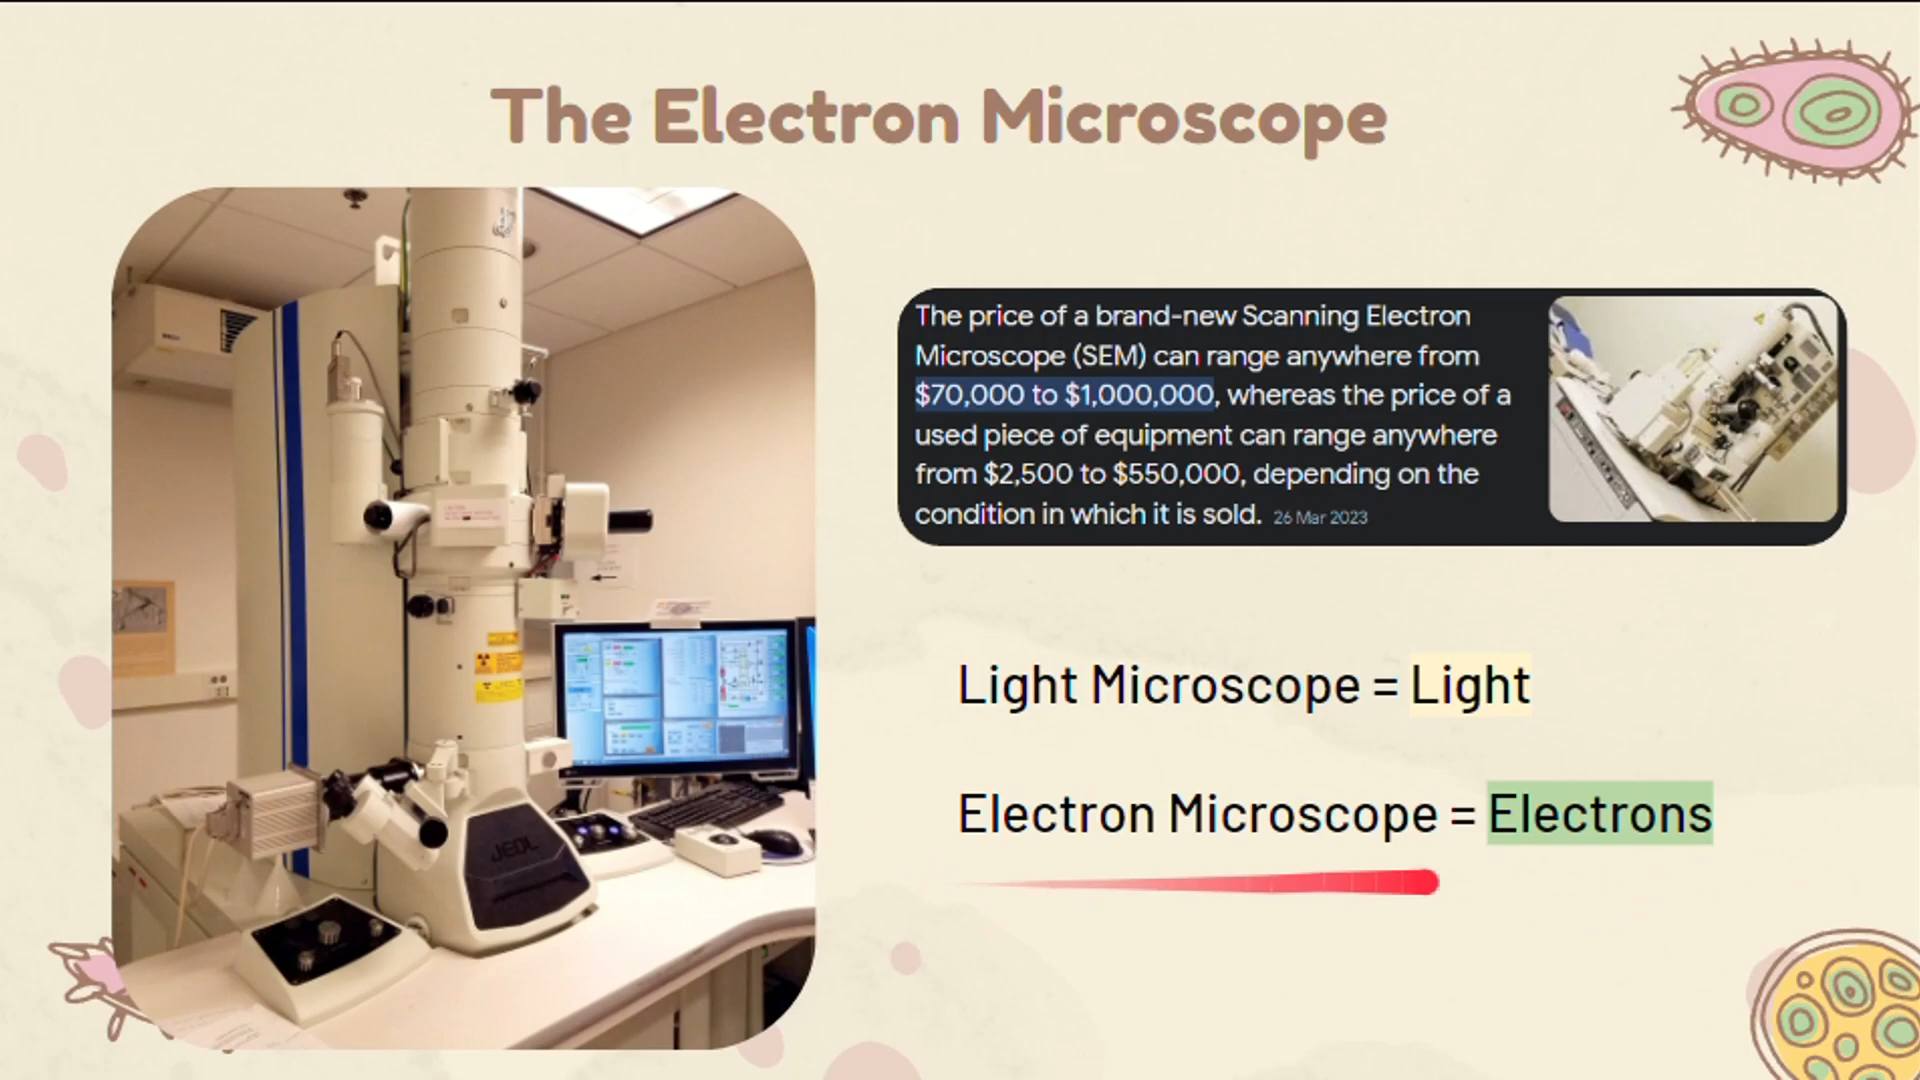 The Electron Microscope
The price of a brand-new Scanning Electron
Microscope (SEM) can range anywhere from
$70,000 to $1,000,000, whereas the price of a
used piece of equipment can range anywhere
from $2,500 to $550,000, depending on the
condition in which it is sold. 26 Mar 2023
Light Microscope = Light
Electron Microscope = Electrons
JEOL